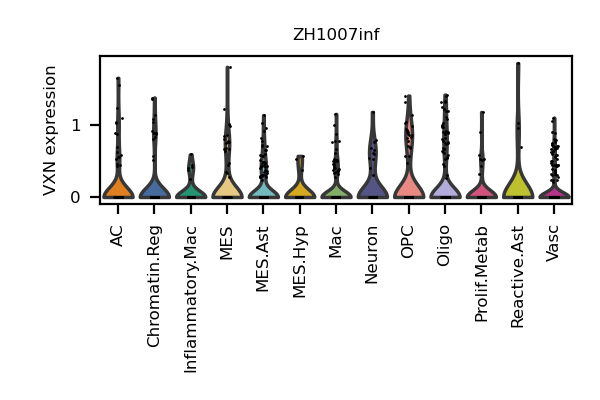 ZH1007inf
VXN expression
1
0
AC
Chromatin.Reg
Inflammatory.Mac
MES
MES.Ast
MES.Hyp
Mac
Neuron
OPC
Oligo
Prolif.Metab
Reactive.Ast
Vasc